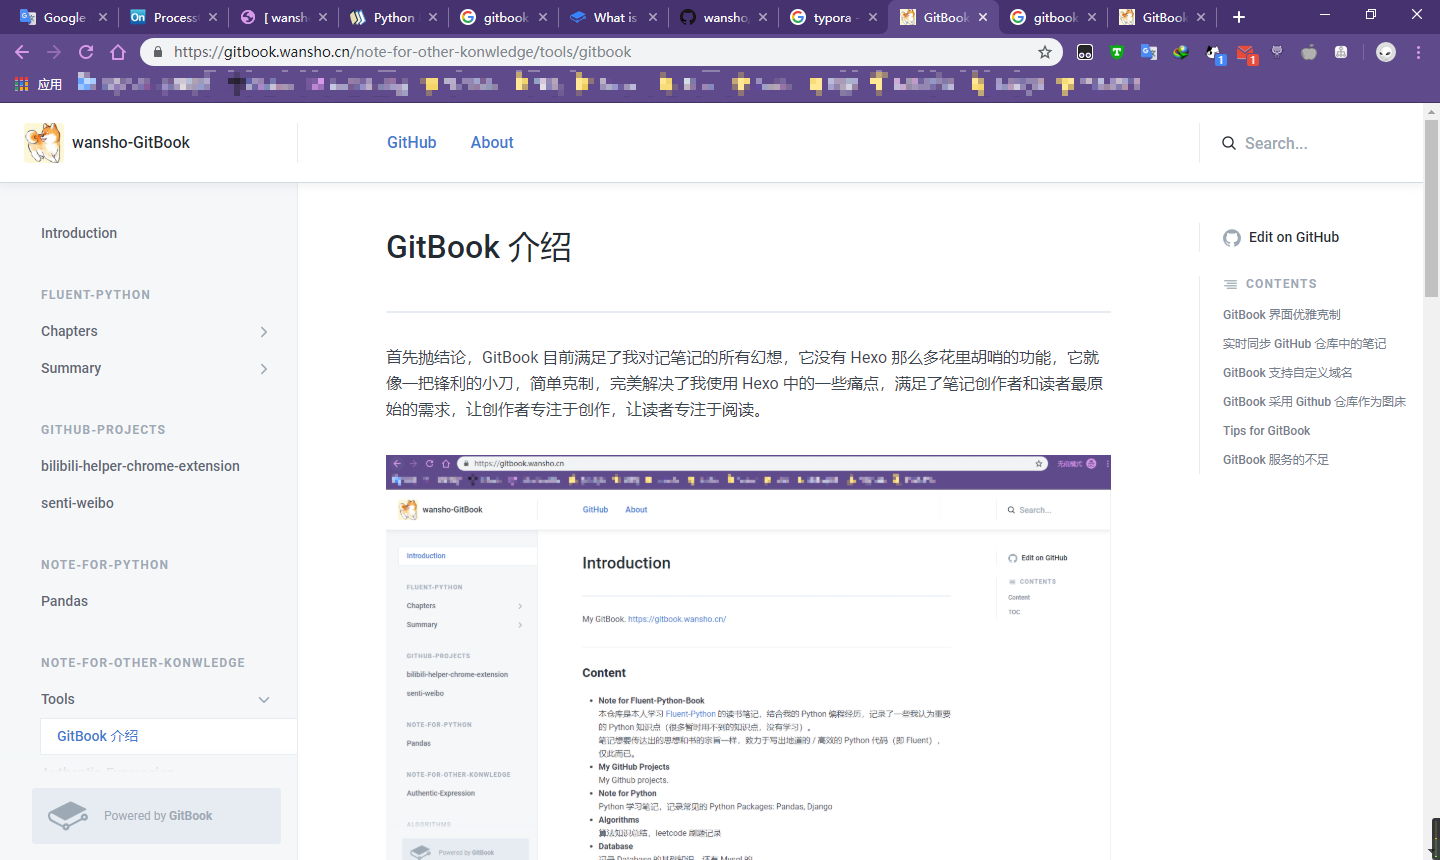 Google
Process
[ wansh
Python
gitbook
What is
wansho,
typora -
GitBook
gitbook
GitBook
https://gitbook.wansho.cn/note-for-other-konwledge/tools/gitbook
1
1
应用
wansho-GitBook
GitHub
About
Search...
Introduction
FLUENT-PYTHON
Chapters
Summary
GITHUB-PROJECTS
bilibili-helper-chrome-extension
senti-weibo
NOTE-FOR-PYTHON
Pandas
NOTE-FOR-OTHER-KONWLEDGE
Tools
GitBook 介绍
Authentic-Expression
Powered by GitBook
GitBook 介绍
首先抛结论，GitBook 目前满足了我对记笔记的所有幻想，它没有 Hexo 那么多花里胡哨的功能，它就
像一把锋利的小刀，简单克制，完美解决了我使用 Hexo 中的一些痛点，满足了笔记创作者和读者最原
始的需求，让创作者专注于创作，让读者专注于阅读。
https://gitbook.wansho.cn
无痕模式
wansho-GitBook
GitHub
About
Search...
Introduction
FLUENT-PYTHON
Chapters
Summary
GITHUB-PROJECTS
bilibili-helper-chrome-extension
senti-weibo
NOTE-FOR-PYTHON
Pandas
NOTE-FOR-OTHER-KONWLEDGE
Authentic-Expression
ALGORITHMS
Powered by GitBook
Introduction
My GitBook. https://gitbook.wansho.cn/
Content
Note for Fluent-Python-Book
本仓库是本人学习 Fluent-Python 的读书笔记，结合我的 Python 编程经历，记录了一些我认为重要
的 Python 知识点（很多暂时用不到的知识点，没有学习）。
笔记想要传达出的思想和书的宗旨一样，致力于写出地道的 / 高效的 Python 代码（即 Fluent），
仅此而已。
My GitHub Projects
My Github projects.
Note for Python
Python 学习笔记，记录常见的 Python Packages: Pandas, Django
Algorithms
算法知识总结，leetcode 刷题记录
Database
记录 Database 的基础知识，还有 Mysql 的
Edit on GitHub
CONTENTS
Content
TOC
Edit on GitHub
CONTENTS
GitBook 界面优雅克制
实时同步 GitHub 仓库中的笔记
GitBook 支持自定义域名
GitBook 采用 Github 仓库作为图床
Tips for GitBook
GitBook 服务的不足